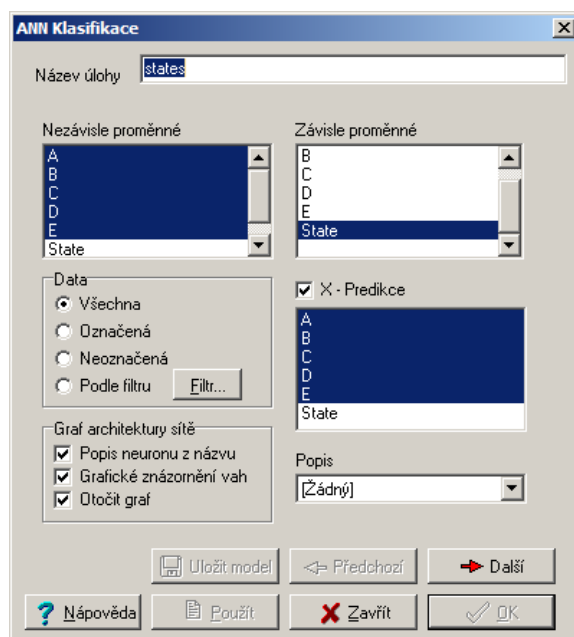 ANN Klasifikace
Název úlohy states
Nezávisle proměnné
A
B
C
D
E
State
Závisle proměnné
B
C
D
E
State
Data
Všechna
Označená
Neoznačená
Podle filtru Filtr...
X - Predikce
A
B
C
D
E
State
Graf architektury sítě
Popis neuronu z názvu
Grafické znázornění vah
Otočit graf
Popis
[Žádný]
Uložit model Předchozí Další
? Nápověda Použít Zavřít OK